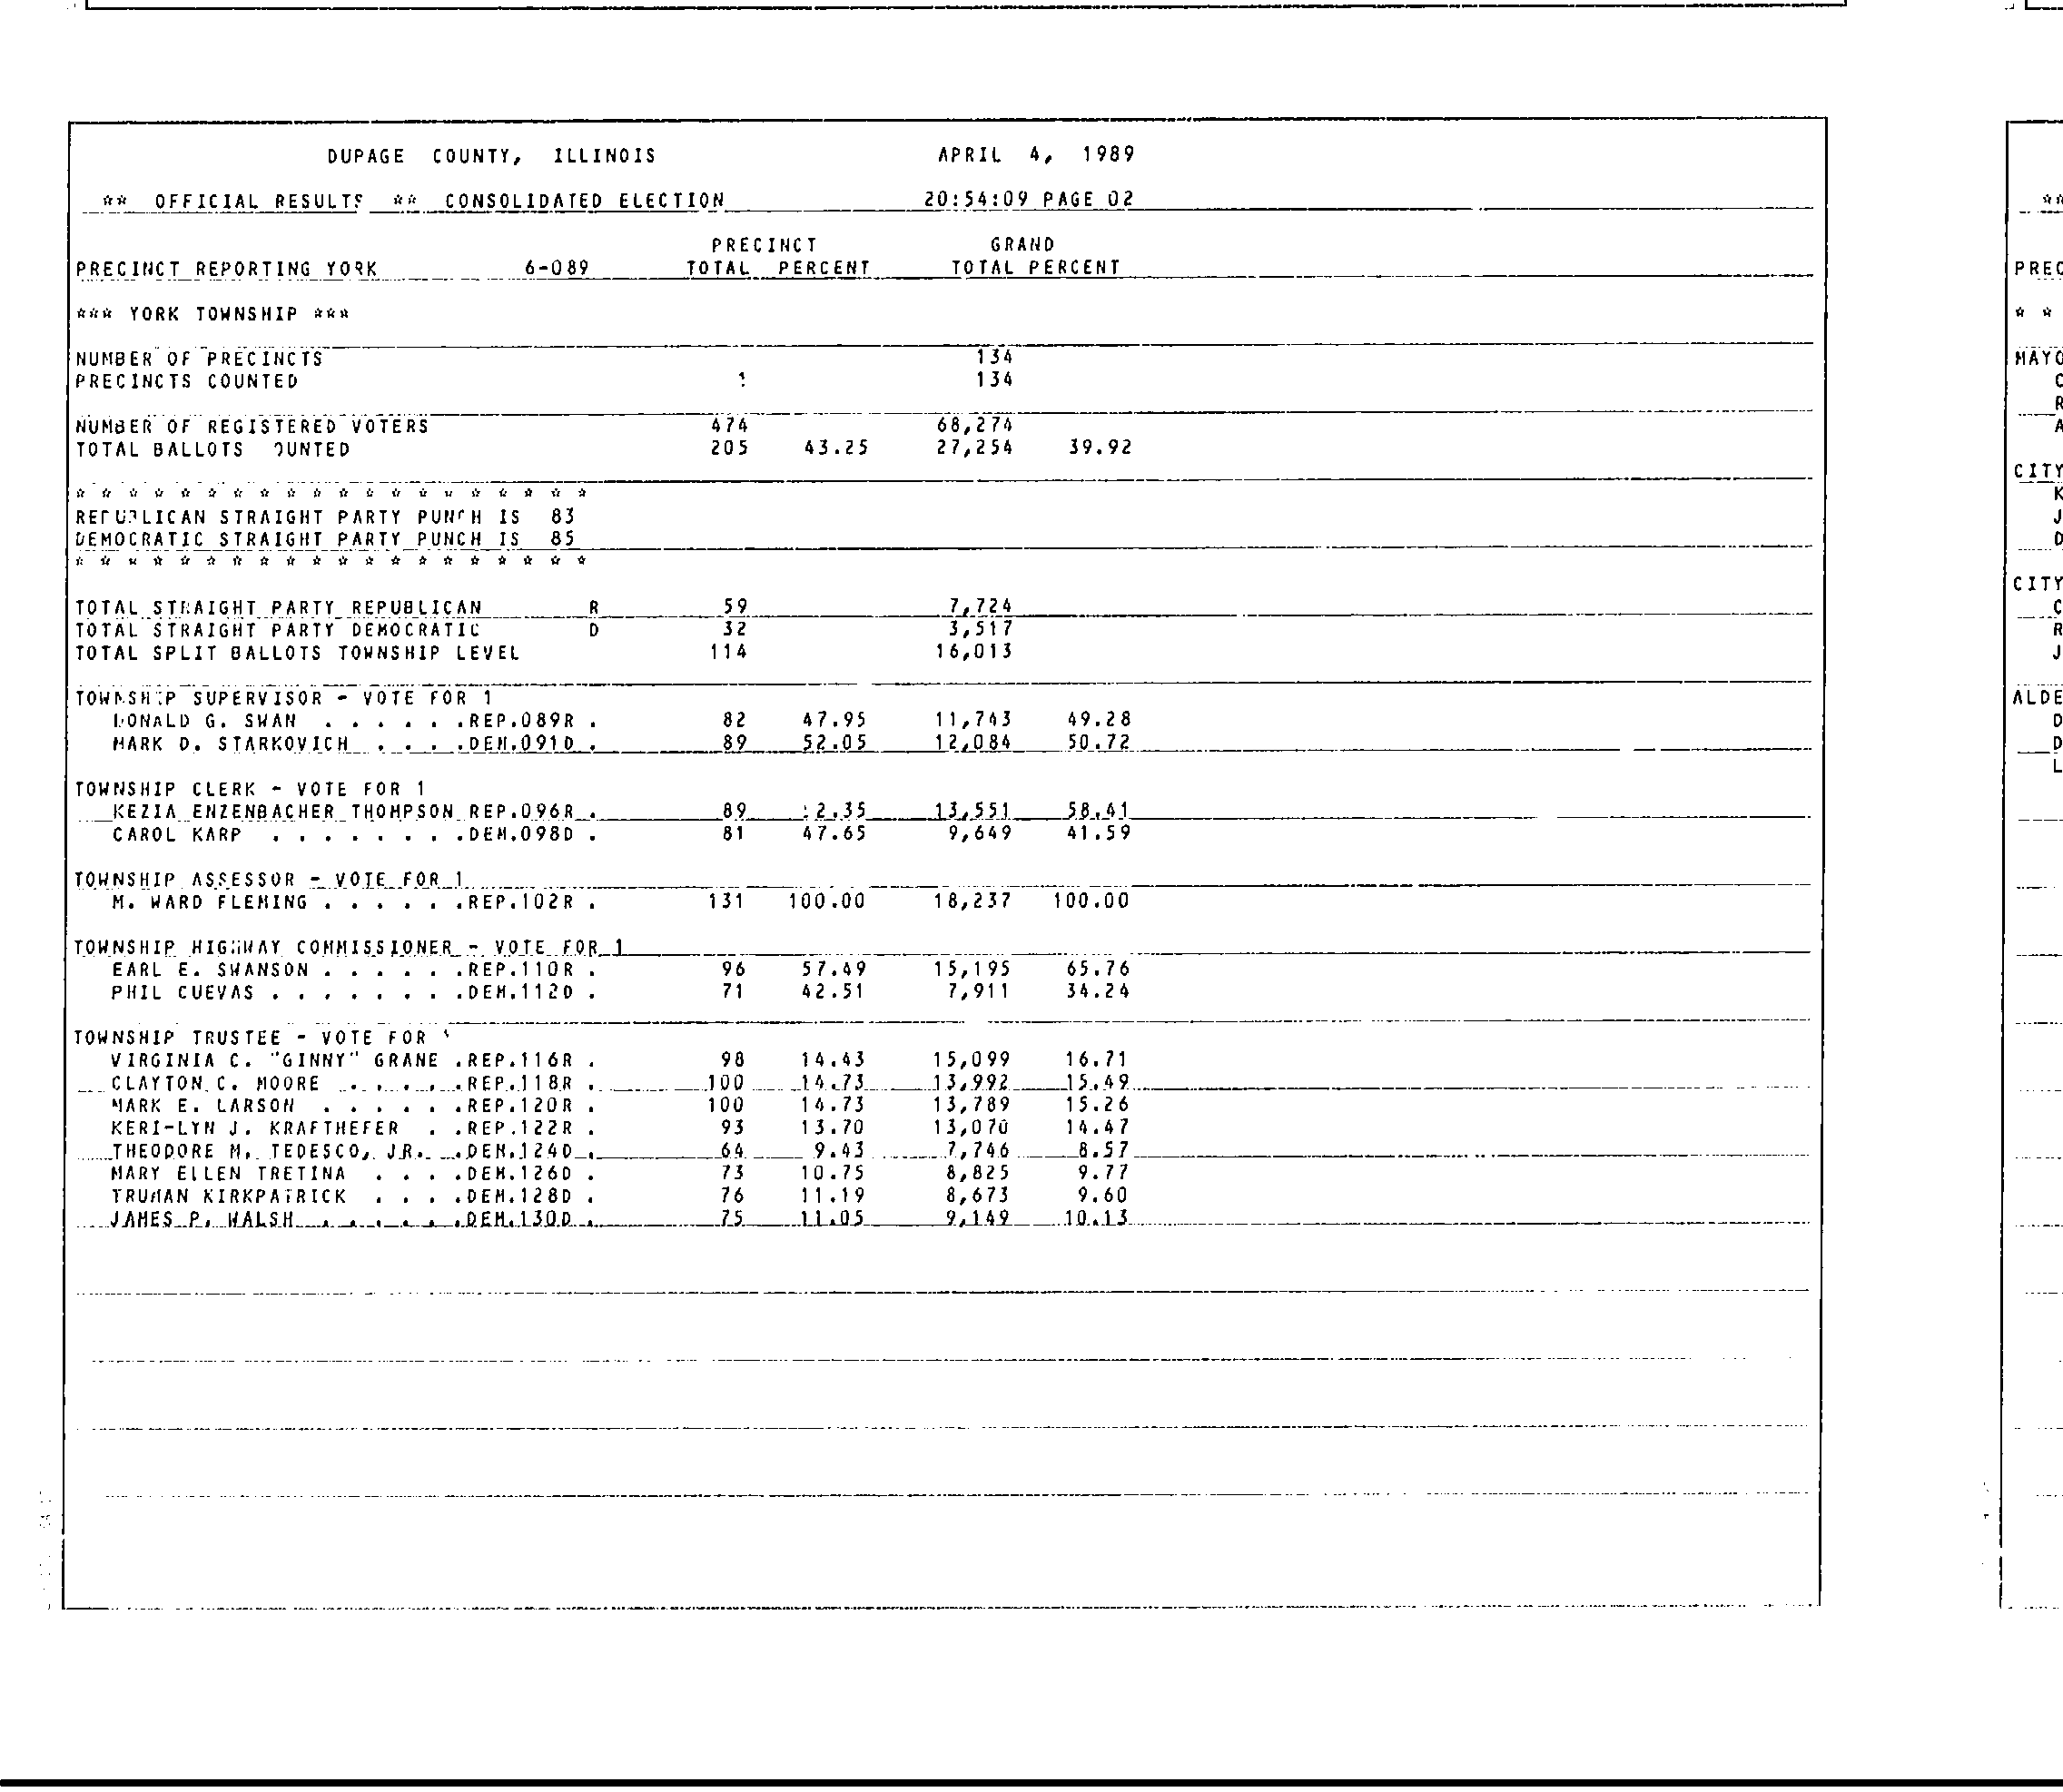 DUPAGE COUNTY, ILLINOIS APRIL 4, 1989
** OFFICIAL RESULTS ** CONSOLIDATED ELECTION 20:54:09 PAGE 02
PRECINCT GRAND
PRECINCT REPORTING YORK 6-089 TOTAL PERCENT TOTAL PERCENT
*** YORK TOWNSHIP ***
NUMBER OF PRECINCTS 134
PRECINCTS COUNTED 134
NUMBER OF REGISTERED VOTERS 474 68,274
TOTAL BALLOTS OUNTED 205 43.25 27,254 39.92
* * * * * * * * * * * * * * * * * * * *
REPUBLICAN STRAIGHT PARTY PUNCH IS 83
DEMOCRATIC STRAIGHT PARTY PUNCH IS 85
* * * * * * * * * * * * * * * * * * * *
TOTAL STRAIGHT PARTY REPUBLICAN R 59 7,724
TOTAL STRAIGHT PARTY DEMOCRATIC D 32 3,517
TOTAL SPLIT BALLOTS TOWNSHIP LEVEL 114 16,013
TOWNSHIP SUPERVISOR - VOTE FOR 1
DONALD G. SWAN . . . . . .REP.089R . 82 47.95 11,743 49.28
MARK D. STARKOVICH . . . .DEM.091D . 89 52.05 12,084 50.72
TOWNSHIP CLERK - VOTE FOR 1
KEZIA ENZENBACHER THOMPSON REP.096R . 89 2.35 13,551 58.41
CAROL KARP . . . . . . . .DEM.098D . 81 47.65 9,649 41.59
TOWNSHIP ASSESSOR - VOTE FOR 1
M. WARD FLEMING . . . . . .REP.102R . 131 100.00 18,237 100.00
TOWNSHIP HIGHWAY COMMISSIONER - VOTE FOR 1
EARL E. SWANSON . . . . . .REP.110R . 96 57.49 15,195 65.76
PHIL CUEVAS . . . . . . . .DEM.112D . 71 42.51 7,911 34.24
TOWNSHIP TRUSTEE - VOTE FOR
VIRGINIA C. "GINNY" GRANE .REP.116R . 98 14.43 15,099 16.71
CLAYTON C. MOORE . . . . .REP.118R . 100 14.73 13,992 15.49
MARK E. LARSON . . . . . .REP.120R . 100 14.73 13,789 15.26
KERI-LYN J. KRAFTHEFER . .REP.122R . 93 13.70 13,070 14.47
THEODORE M. TEDESCO, JR. .DEM.124D . 64 9.43 7,746 8.57
MARY ELLEN TRETINA . . . .DEM.126D . 73 10.75 8,825 9.77
TRUMAN KIRKPATRICK . . . .DEM.128D . 76 11.19 8,673 9.60
JAMES P. WALSH . . . . . .DEM.130D . 75 11.05 9,149 10.13